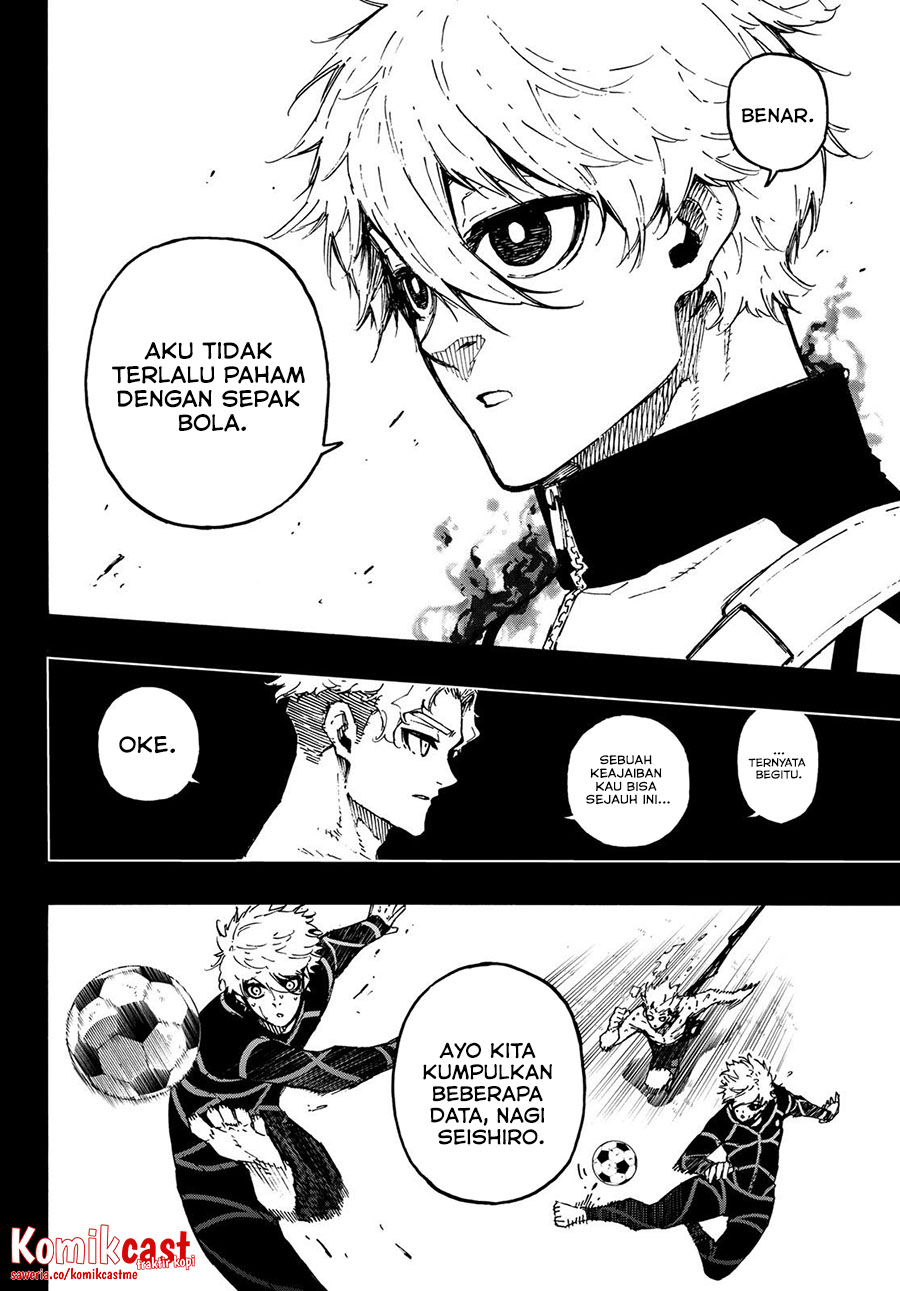 BENAR.
AKU TIDAK
TERLALU PAHAM
DENGAN SEPAK
BOLA.
...
TERNYATA
BEGITU.
SEBUAH
KEAJAIBAN
KAU BISA
SEJAUH INI...
OKE.
AYO KITA
KUMPULKAN
BEBERAPA
DATA, NAGI
SEISHIRO.
Komikcast
traktir kopi
saweria.co/komikcastme